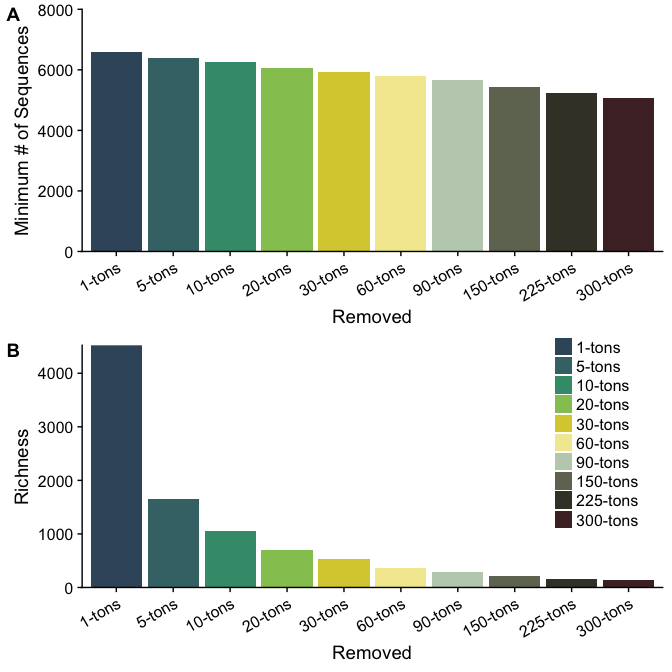 A
Minimum # of Sequences
8000
6000
4000
2000
0
1-tons 5-tons 10-tons 20-tons 30-tons 60-tons 90-tons 150-tons 225-tons 300-tons
Removed
B
Richness
4000
3000
2000
1000
0
1-tons
5-tons
10-tons
20-tons
30-tons
60-tons
90-tons
150-tons
225-tons
300-tons
1-tons 5-tons 10-tons 20-tons 30-tons 60-tons 90-tons 150-tons 225-tons 300-tons
Removed